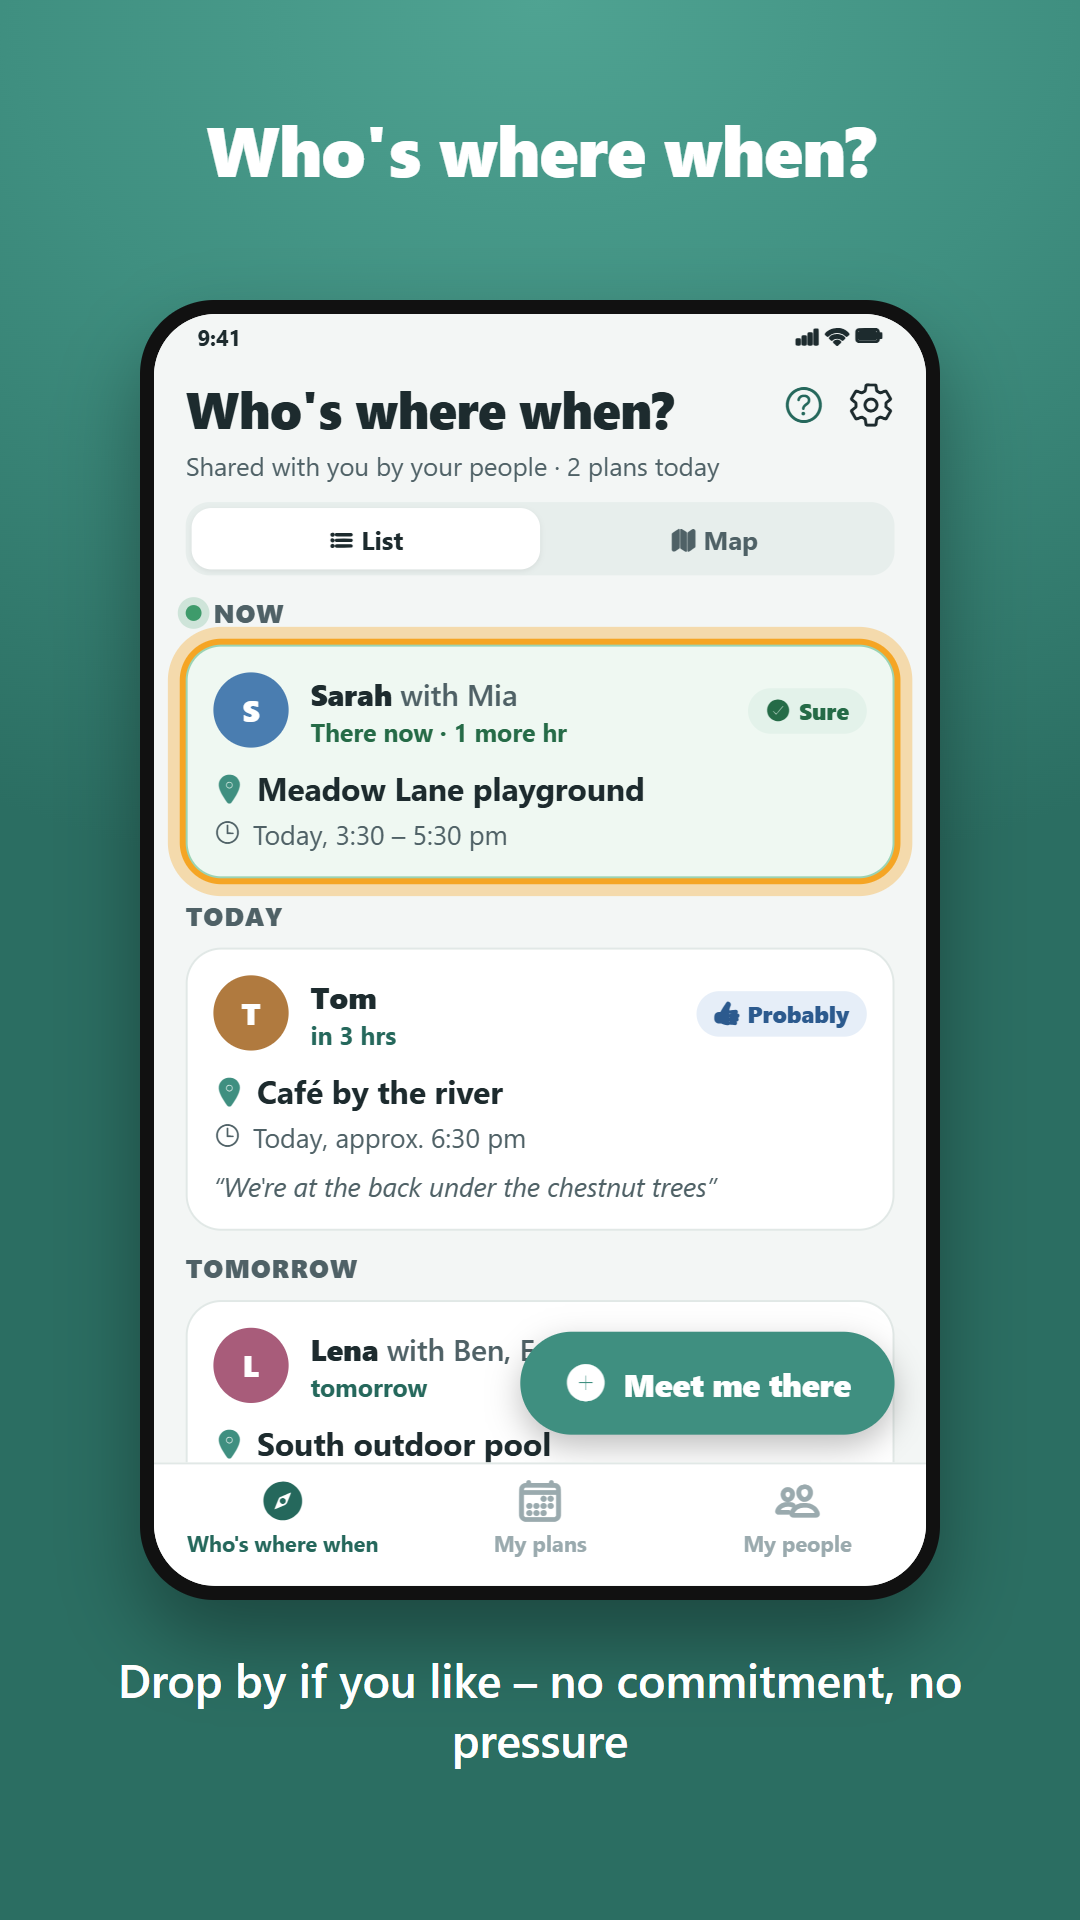 Who's where when?
9:41
Who's where when?
Shared with you by your people · 2 plans today
List
Map
NOW
S
Sarah with Mia
There now · 1 more hr
Sure
Meadow Lane playground
Today, 3:30 – 5:30 pm
TODAY
T
Tom
in 3 hrs
Probably
Café by the river
Today, approx. 6:30 pm
“We're at the back under the chestnut trees”
TOMORROW
L
Lena with Ben,
tomorrow
Meet me there
South outdoor pool
Who's where when
My plans
My people
Drop by if you like – no commitment, no
pressure